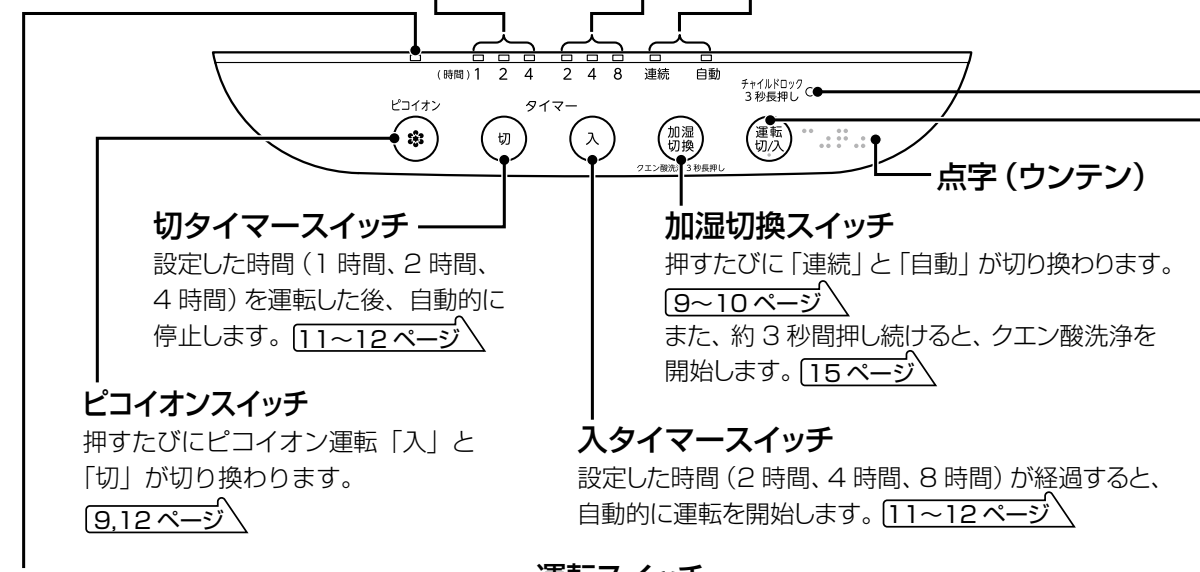 (時間) 1 2 4 2 4 8 連続 自動
チャイルドロック
3秒長押し
ピコイオン タイマー
切 入 加湿
切換
運転
切/入
クエン酸洗浄3秒長押し
点字（ウンテン）
切タイマースイッチ
設定した時間（1 時間、2 時間、
4 時間）を運転した後、自動的に
停止します。 11～12 ページ
加湿切換スイッチ
押すたびに「連続」と「自動」が切り換わります。
9～10 ページ
また、約 3 秒間押し続けると、クエン酸洗浄を
開始します。 15 ページ
ピコイオンスイッチ
押すたびにピコイオン運転「入」と
「切」が切り換わります。
9,12 ページ
入タイマースイッチ
設定した時間（2 時間、4 時間、8 時間）が経過すると、
自動的に運転を開始します。 11～12 ページ
運転スイッチ